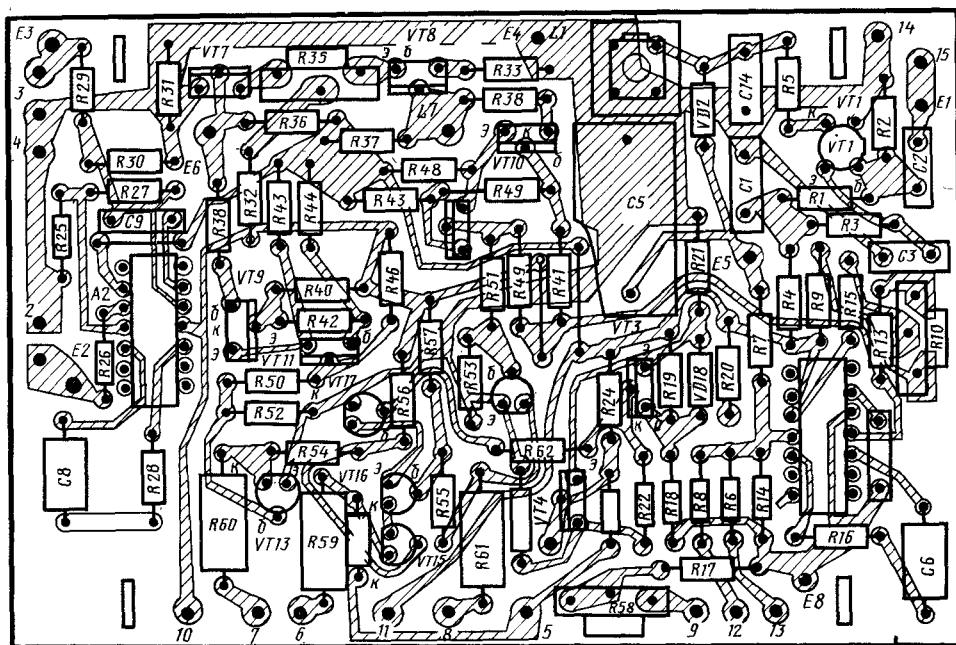 E3
VT7
R35
VT8
E4
L1
14
3
R29
R31
э
б
R33
C14
R5
15
R38
VD2
VT1
R2
E1
4
R36
L7
э
к
R37
VT10
б
VT1
C2
R30
E6
R48
R27
R32
R43
R44
R43
R49
C5
C1
э
б
R1
C9
R38
R3
R25
C3
R46
R51
R49
R41
R21
E5
A2
VT9
R40
R4
R9
R15
2
б
к
R42
б
VT3
R13
R10
E2
э
э
VT11
R57
R7
R26
R50
VT17
R56
R53
б
R24
R19
VD18
R20
R52
э
к
б
R54
к
б
R62
э
C8
R28
к
э
VT16
э
б
R55
R60
б
VT13
R59
к
R61
VT4
R22
R18
R8
R6
R14
VT15
к
R16
C6
R17
R58
E8
10
7
6
11
8
5
9
12
13